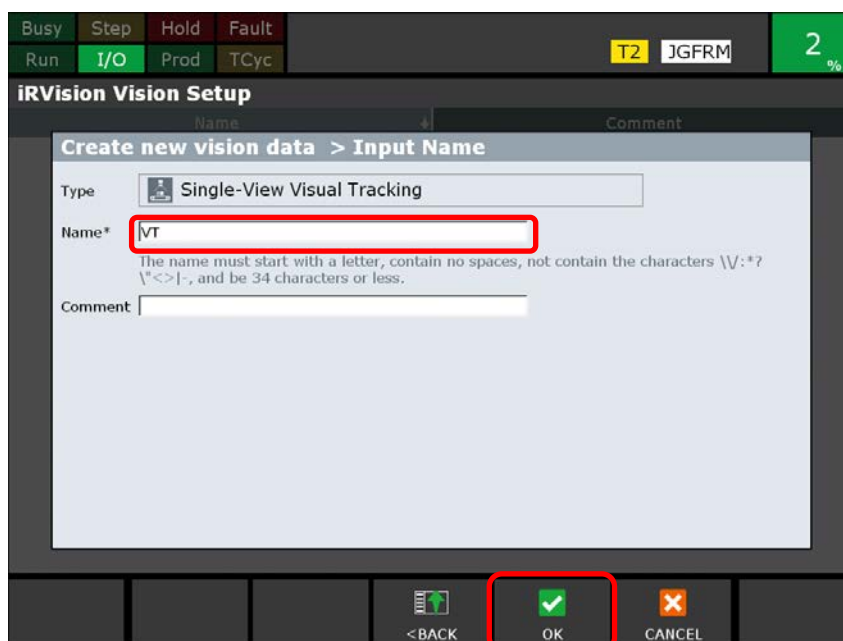 Busy Step Hold Fault
Run I/O Prod TCyc T2 JGFRM 2 %
iRVision Vision Setup
Name Comment
Create new vision data > Input Name
Type Single-View Visual Tracking
Name* VT
The name must start with a letter, contain no spaces, not contain the characters \\/:*?
\"<>|-, and be 34 characters or less.
Comment
<BACK OK CANCEL